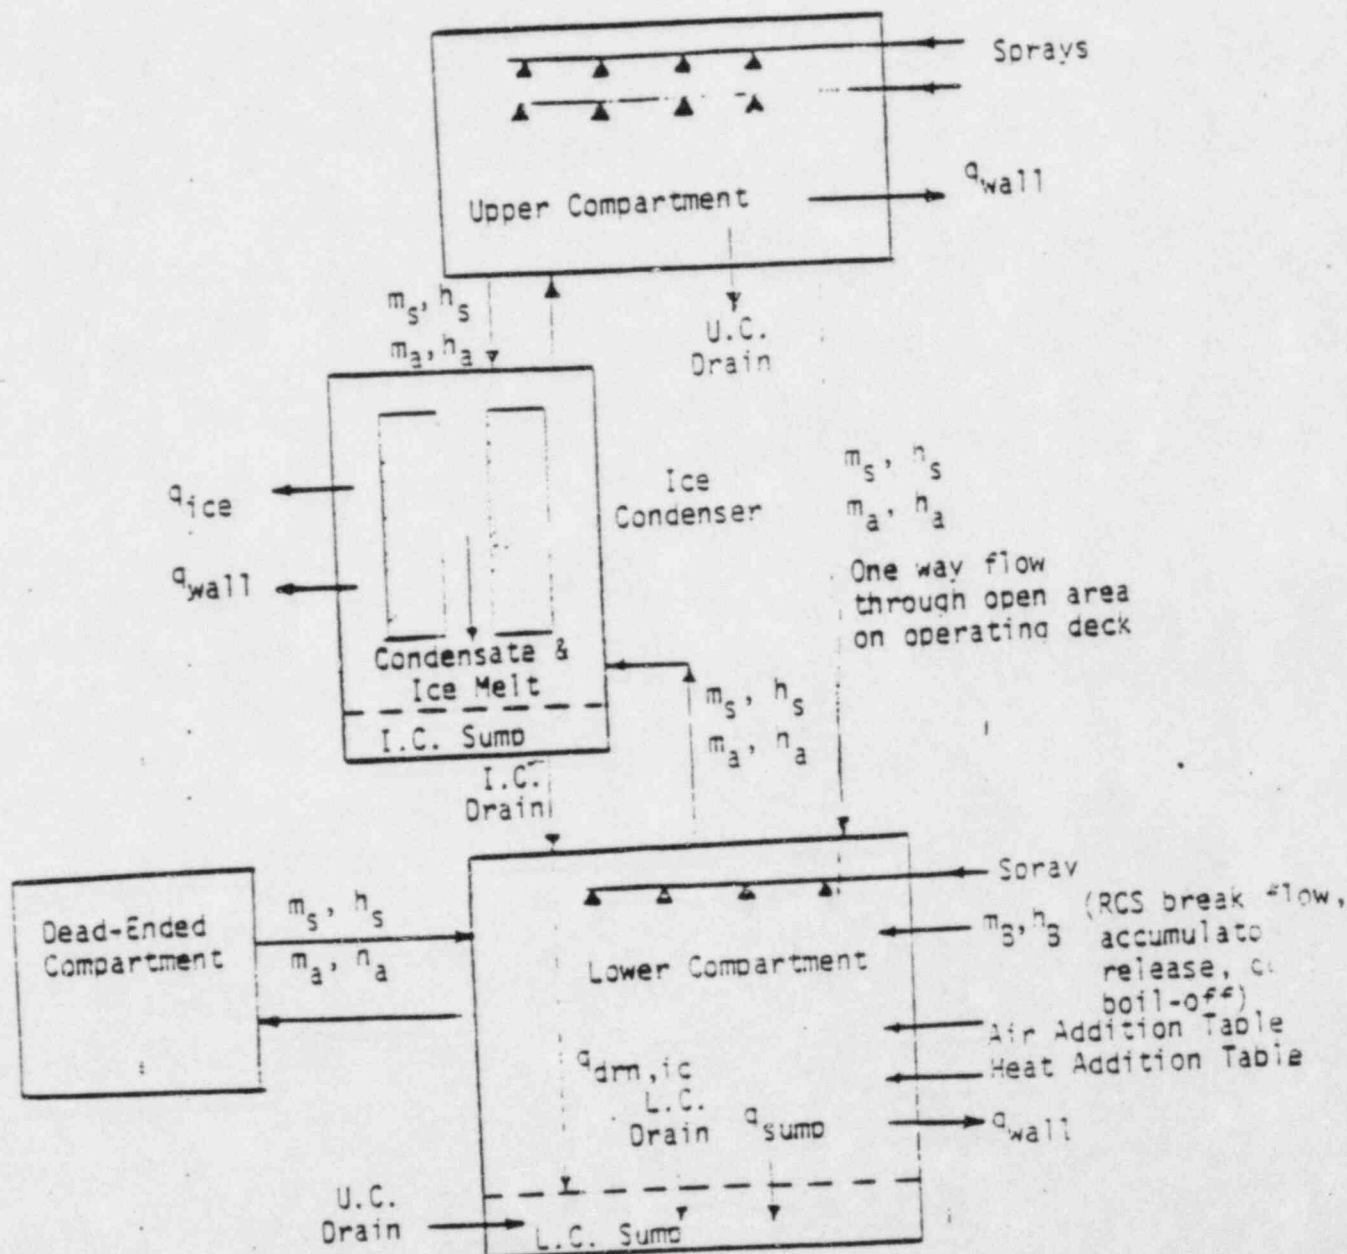 Sprays
q_wall
Upper Compartment
m_s, h_s
m_a, h_a
U.C.
Drain
q_ice
q_wall
Ice
Condenser
m_s, h_s
m_a, h_a
One way flow
through open area
on operating deck
Condensate &
Ice Melt
I.C. Sump
m_s, h_s
m_a, h_a
I.C.
Drain
Dead-Ended
Compartment
m_s, h_s
m_a, h_a
Spray
m_B, h_B
(RCS break flow,
release,
boil-off)
Lower Compartment
Air Addition Table
Heat Addition Table
q_drn,ic
L.C.
Drain
q_sump
q_wall
U.C.
Drain
L.C. Sump